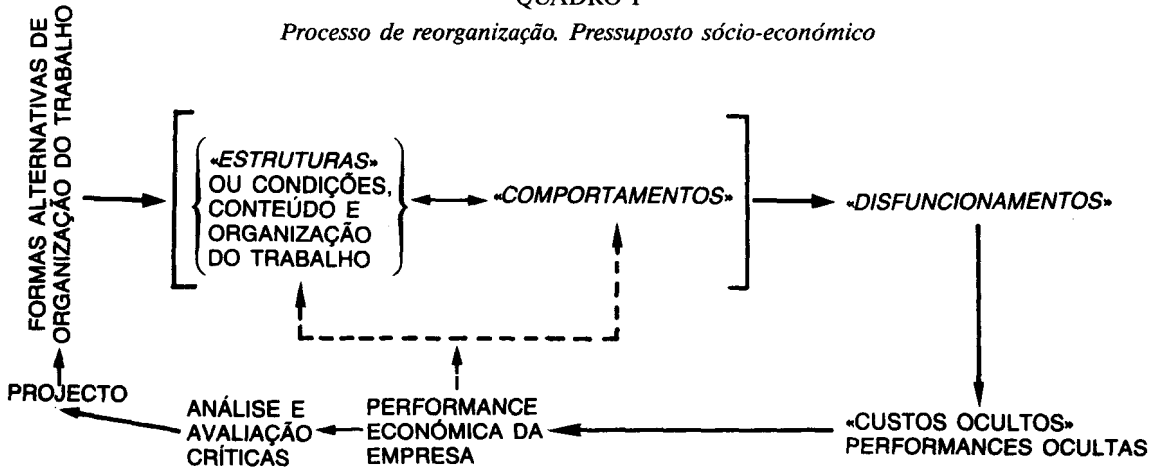 QUADRO I
Processo de reorganização. Pressuposto sócio-económico
FORMAS ALTERNATIVAS DE
ORGANIZAÇÃO DO TRABALHO
«ESTRUTURAS»
OU CONDIÇÕES,
CONTEÚDO E
ORGANIZAÇÃO
DO TRABALHO
«COMPORTAMENTOS»
«DISFUNCIONAMENTOS»
PROJECTO
ANÁLISE E
AVALIAÇÃO
CRÍTICAS
PERFORMANCE
ECONÓMICA DA
EMPRESA
«CUSTOS OCULTOS»
PERFORMANCES OCULTAS